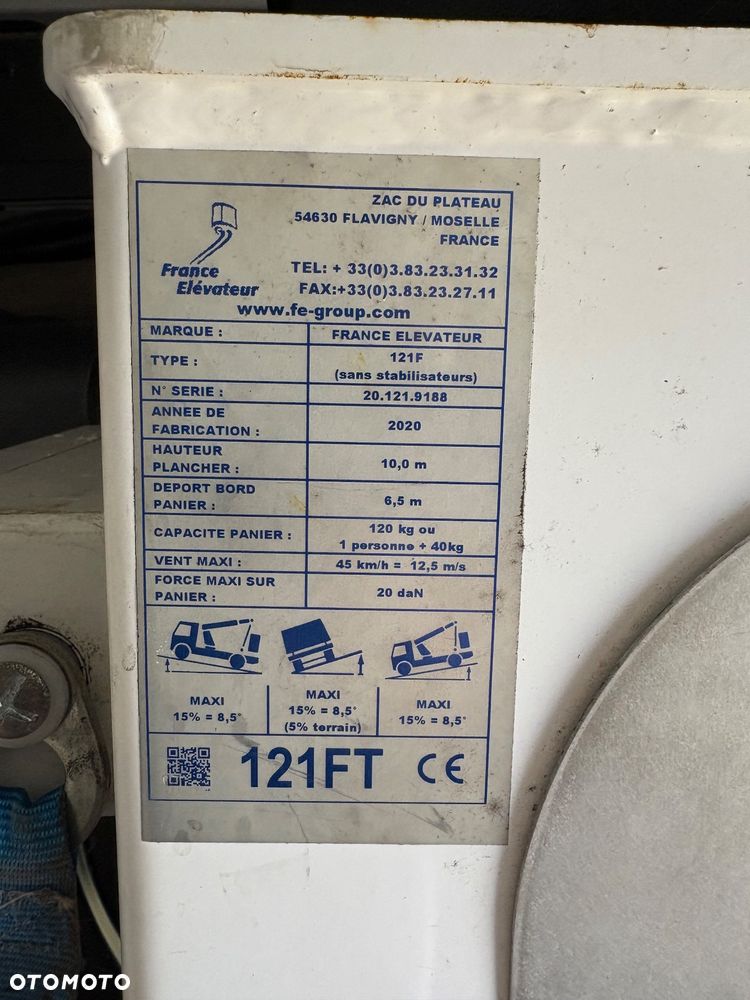 ZAC DU PLATEAU
54630 FLAVIGNY / MOSELLE
FRANCE
France
Elévateur
TEL: + 33(0)3.83.23.31.32
FAX:+33(0)3.83.23.27.11
www.fe-group.com
MARQUE : FRANCE ELEVATEUR
TYPE : 121F
(sans stabilisateurs)
N° SERIE : 20.121.9188
ANNEE DE
FABRICATION : 2020
HAUTEUR
PLANCHER : 10,0 m
DEPORT BORD
PANIER : 6,5 m
CAPACITE PANIER : 120 kg ou
1 personne + 40kg
VENT MAXI : 45 km/h = 12,5 m/s
FORCE MAXI SUR
PANIER : 20 daN
MAXI
15% = 8,5°
MAXI
15% = 8,5°
(5% terrain)
MAXI
15% = 8,5°
121FT CE
OTOMOTO